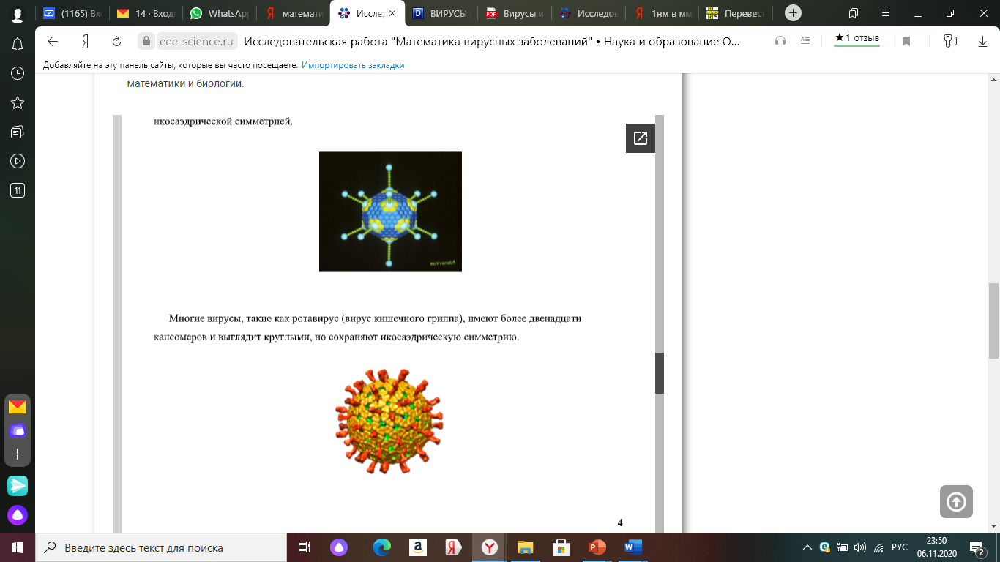 (1165) Вхо
14 · Входя
WhatsApp
математи
Исслед
ВИРУСЫ
Вирусы и
Исследов
1нм в мм
Перевест
eee-science.ru
Исследовательская работа "Математика вирусных заболеваний" • Наука и образование O...
★ 1 отзыв
Добавляйте на эту панель сайты, которые вы часто посещаете. Импортировать закладки
11
математики и биологии.
икосаэдрической симметрией.
Adenovirus
Многие вирусы, такие как ротавирус (вирус кишечного гриппа), имеют более двенадцати
капсомеров и выглядит круглыми, но сохраняют икосаэдрическую симметрию.
4
Введите здесь текст для поиска
РУС
23:50
06.11.2020
2